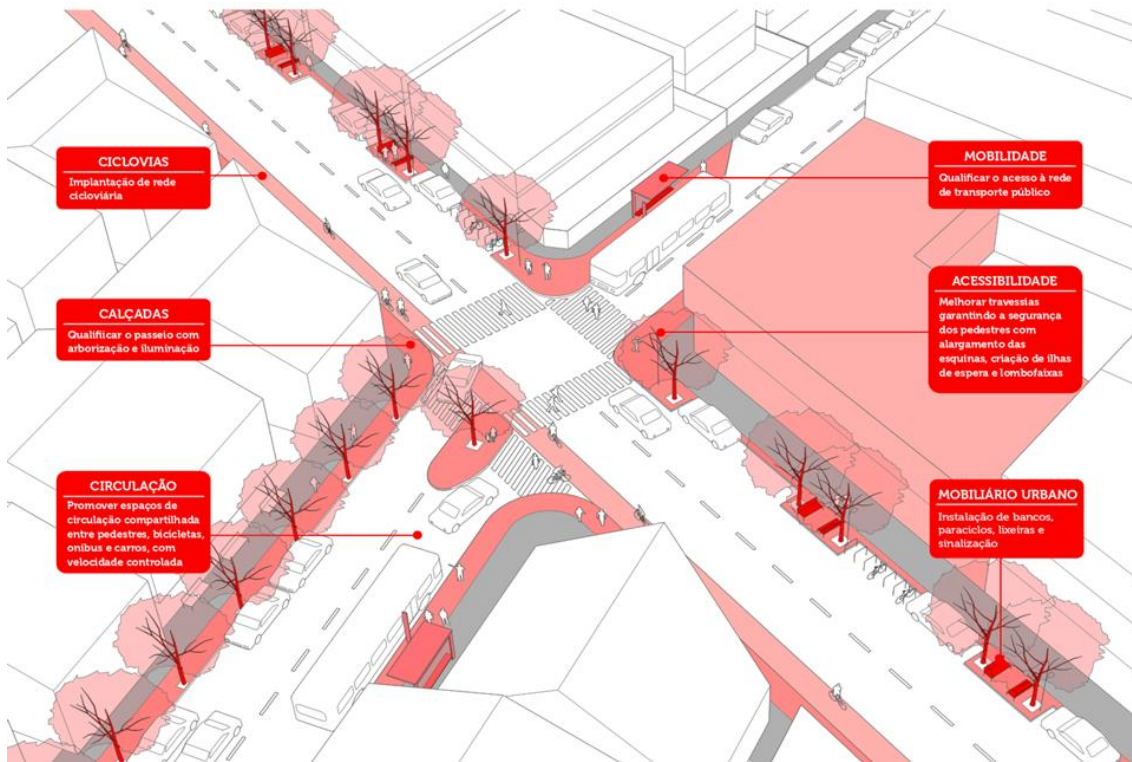 CICLOVIAS
Implantação de rede
cicloviária
CALÇADAS
Qualifiicar o passeio com
arborização e iluminação
CIRCULAÇÃO
Promover espaços de
circulação compartilhada
entre pedestres, bicicletas,
onibus e carros, com
velocidade controlada
MOBILIDADE
Qualificar o acesso à rede
de transporte público
ACESSIBILIDADE
Melhorar travessias
garantindo a segurança
dos pedestres com
alargamento das
esquinas, criação de ilhas
de espera e lombofaixas
MOBILIÁRIO URBANO
Instalação de bancos,
paraciclos, lixeiras e
sinalização